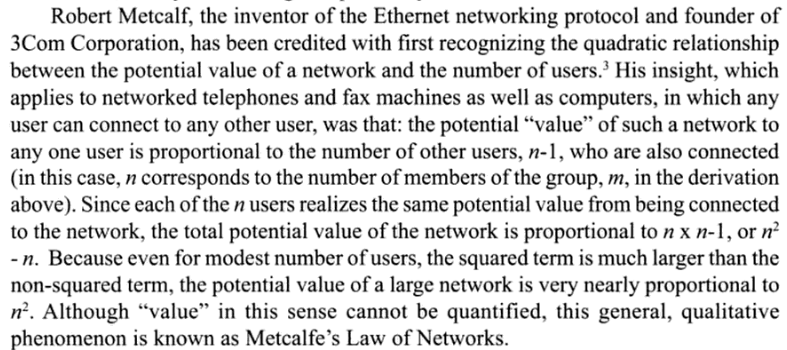 Robert Metcalf, the inventor of the Ethernet networking protocol and founder of
3Com Corporation, has been credited with first recognizing the quadratic relationship
between the potential value of a network and the number of users.³ His insight, which
applies to networked telephones and fax machines as well as computers, in which any
user can connect to any other user, was that: the potential “value” of such a network to
any one user is proportional to the number of other users, n-1, who are also connected
(in this case, n corresponds to the number of members of the group, m, in the derivation
above). Since each of the n users realizes the same potential value from being connected
to the network, the total potential value of the network is proportional to n x n-1, or n²
- n. Because even for modest number of users, the squared term is much larger than the
non-squared term, the potential value of a large network is very nearly proportional to
n². Although “value” in this sense cannot be quantified, this general, qualitative
phenomenon is known as Metcalfe’s Law of Networks.